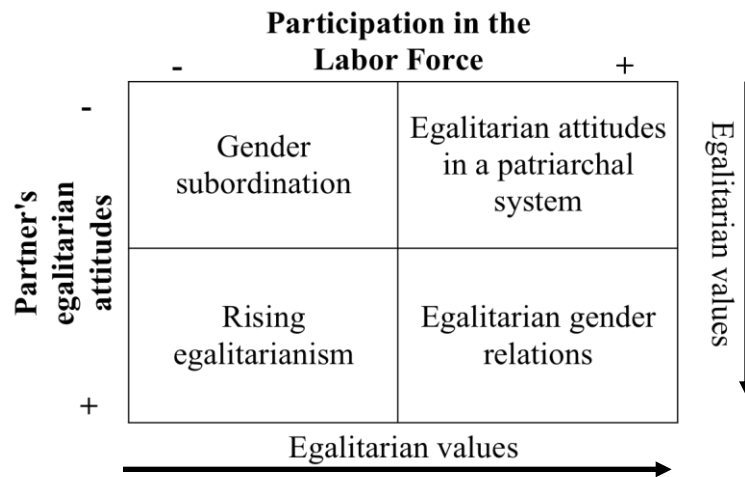 Participation in the
Labor Force
-
+
-
Partner's
egalitarian
attitudes
+
Gender
subordination
Egalitarian attitudes
in a patriarchal
system
Rising
egalitarianism
Egalitarian gender
relations
Egalitarian values
Egalitarian values